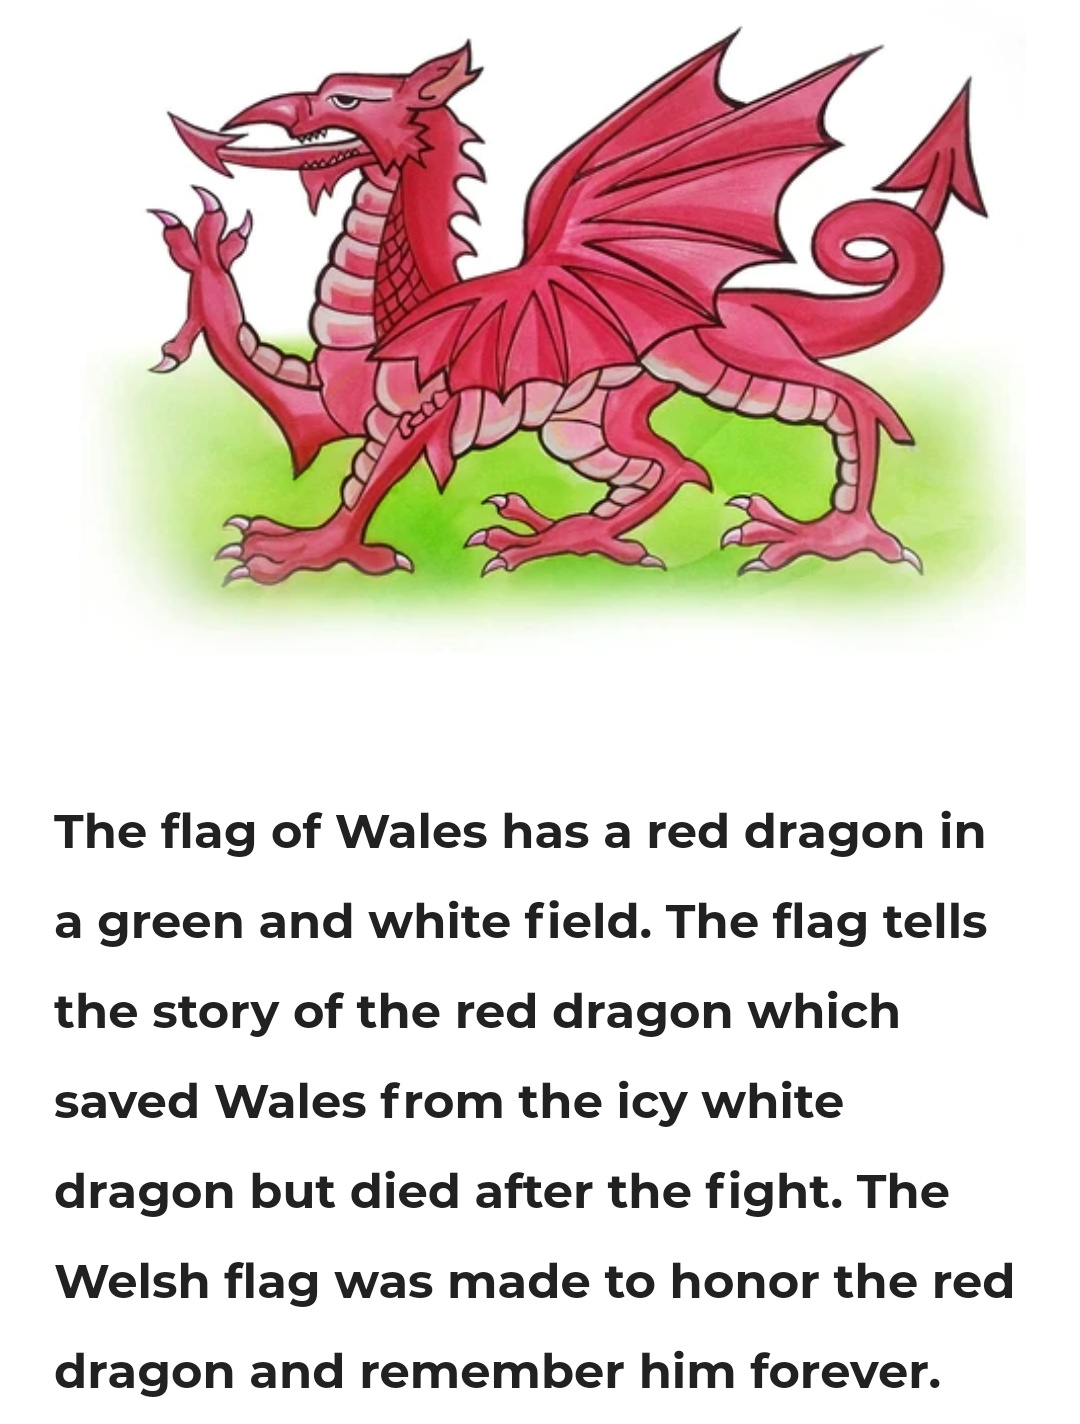 The flag of Wales has a red dragon in
a green and white field. The flag tells
the story of the red dragon which
saved Wales from the icy white
dragon but died after the fight. The
Welsh flag was made to honor the red
dragon and remember him forever.